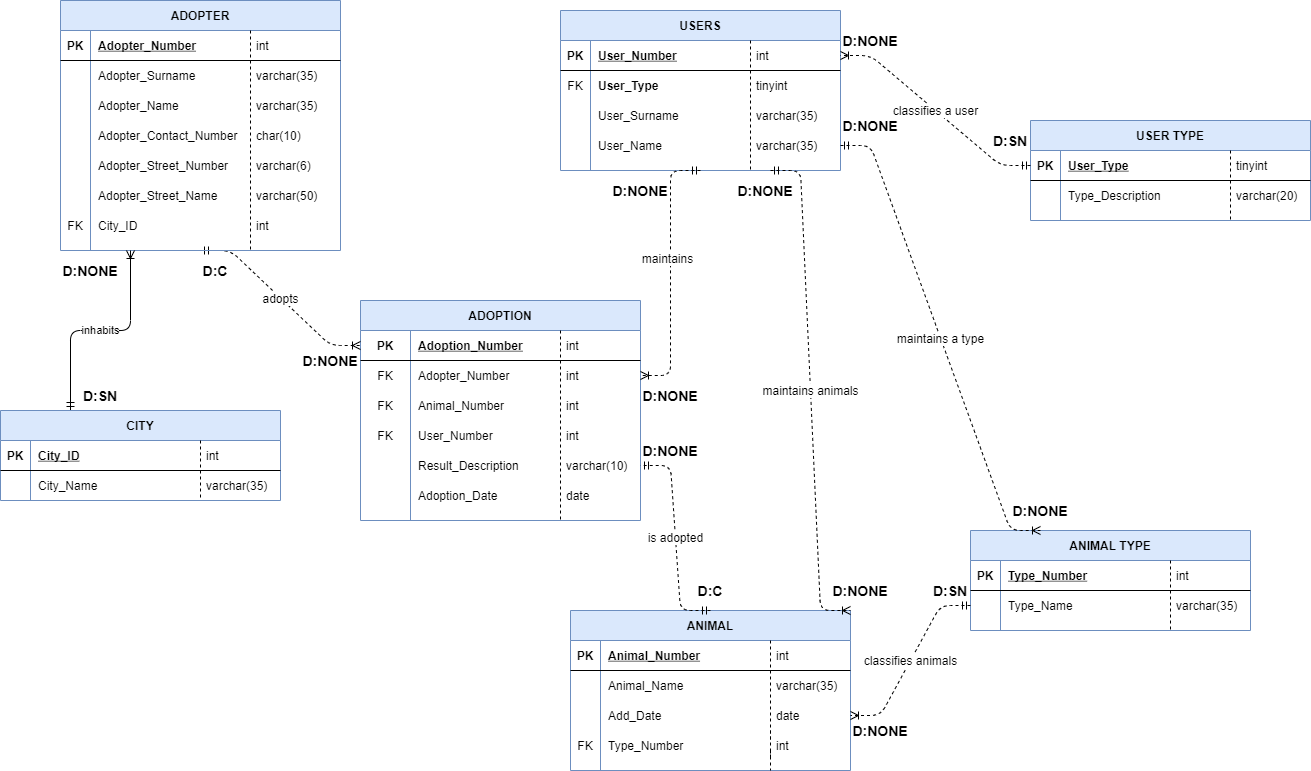 ADOPTER
PK Adopter_Number int
Adopter_Surname varchar(35)
Adopter_Name varchar(35)
Adopter_Contact_Number char(10)
Adopter_Street_Number varchar(6)
Adopter_Street_Name varchar(50)
FK City_ID int
D:NONE
D:C
inhabits
adopts
D:SN
D:NONE
CITY
PK City_ID int
City_Name varchar(35)
USERS
PK User_Number int
FK User_Type tinyint
User_Surname varchar(35)
User_Name varchar(35)
D:NONE
D:NONE
D:NONE
D:NONE
classifies a user
D:SN
USER TYPE
PK User_Type tinyint
Type_Description varchar(20)
maintains
maintains a type
maintains animals
ADOPTION
PK Adoption_Number int
FK Adopter_Number int
FK Animal_Number int
FK User_Number int
Result_Description varchar(10)
Adoption_Date date
D:NONE
D:NONE
is adopted
D:C
D:NONE
D:NONE
ANIMAL TYPE
PK Type_Number int
Type_Name varchar(35)
D:SN
classifies animals
D:NONE
ANIMAL
PK Animal_Number int
Animal_Name varchar(35)
Add_Date date
FK Type_Number int